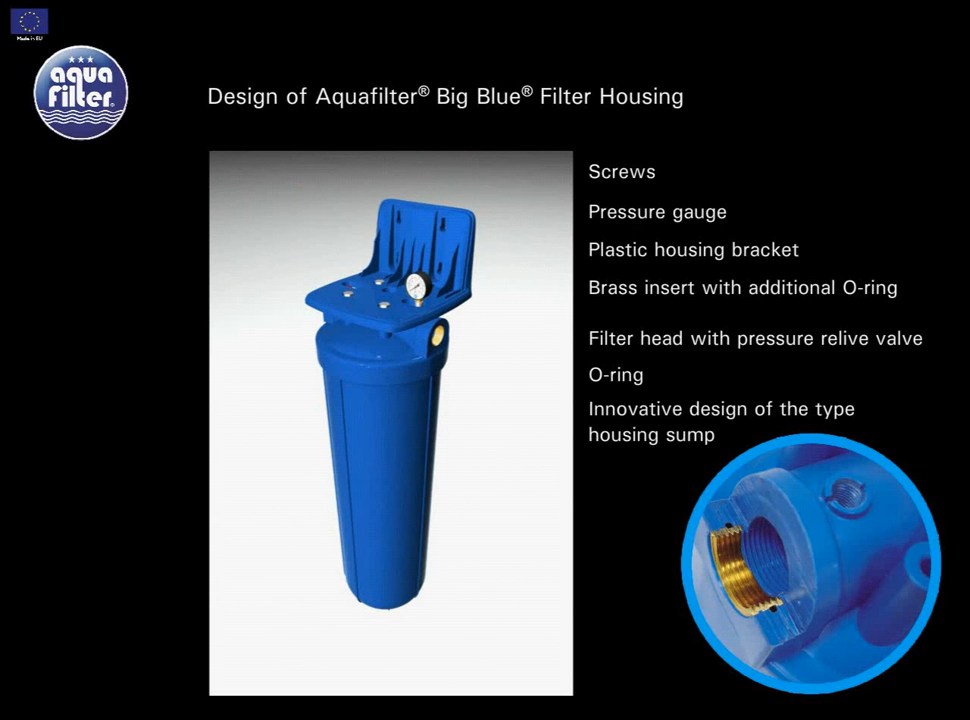 Made in EU
aqua
filter®
Design of Aquafilter® Big Blue® Filter Housing
Screws
Pressure gauge
Plastic housing bracket
Brass insert with additional O-ring
Filter head with pressure relive valve
O-ring
Innovative design of the type
housing sump